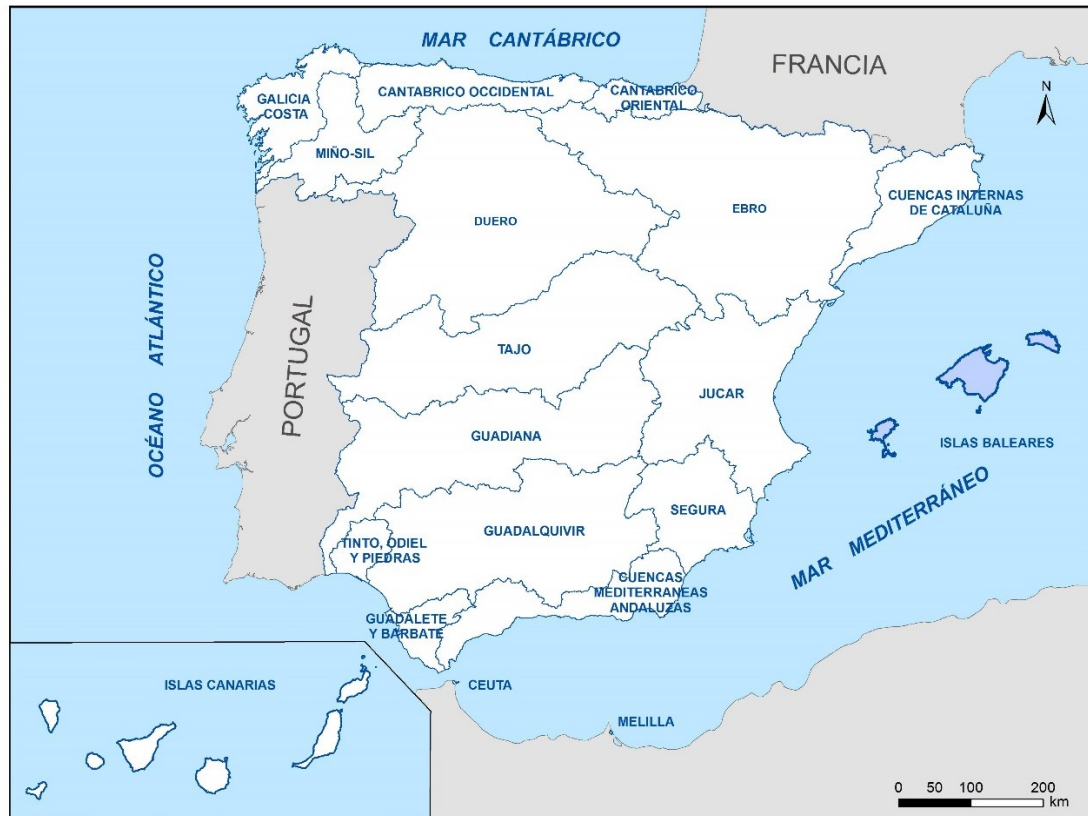 MAR CANTÁBRICO
FRANCIA
N
GALICIA
COSTA
CANTABRICO OCCIDENTAL
CANTABRICO
ORIENTAL
MIÑO-SIL
CUENCAS INTERNAS
DE CATALUÑA
EBRO
DUERO
OCÉANO ATLÁNTICO
PORTUGAL
TAJO
JUCAR
GUADIANA
ISLAS BALEARES
MAR MEDITERRÁNEO
SEGURA
GUADALQUIVIR
TINTO, ODIEL
Y PIEDRAS
CUENCAS
MEDITERRANEAS
ANDALUZAS
GUADALETE
Y BARBATE
ISLAS CANARIAS
CEUTA
MELILLA
0 50 100 200
km